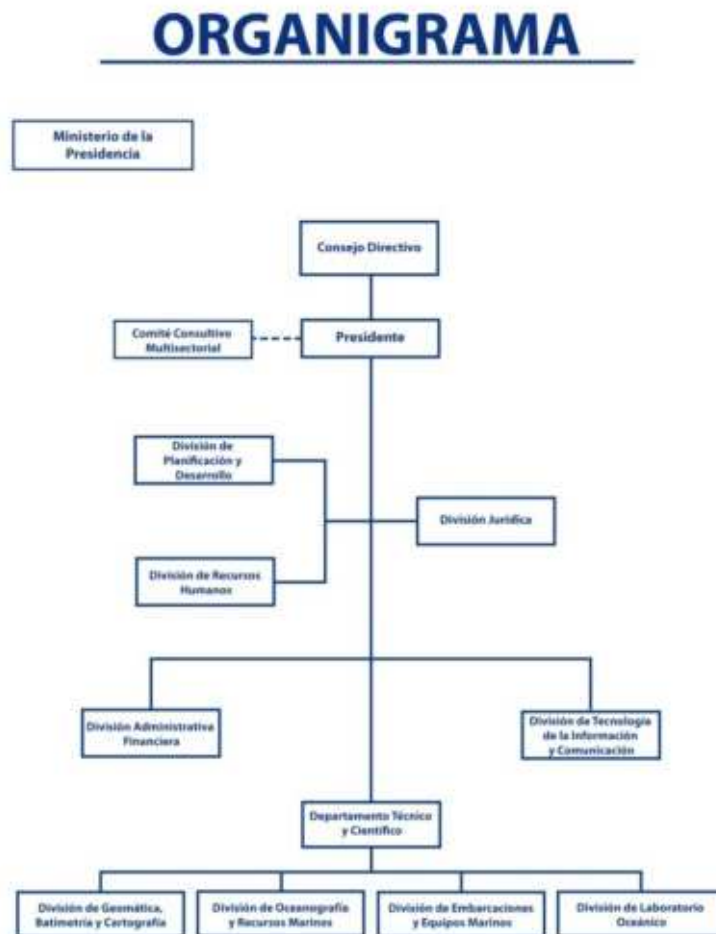 ORGANIGRAMA
Ministerio de la
Presidencia
Consejo Directivo
Comité Consultivo
Multisectorial
Presidente
División de
Planificación y
Desarrollo
División Jurídica
División de Recursos
Humanos
División Administrativa
Financiera
División de Tecnología
de la Información
y Comunicación
Departamento Técnico
y Científico
División de Geomática,
Batimetría y Cartografía
División de Oceanografía
y Recursos Marinos
División de Embarcaciones
y Equipos Marinos
División de Laboratorio
Oceánico